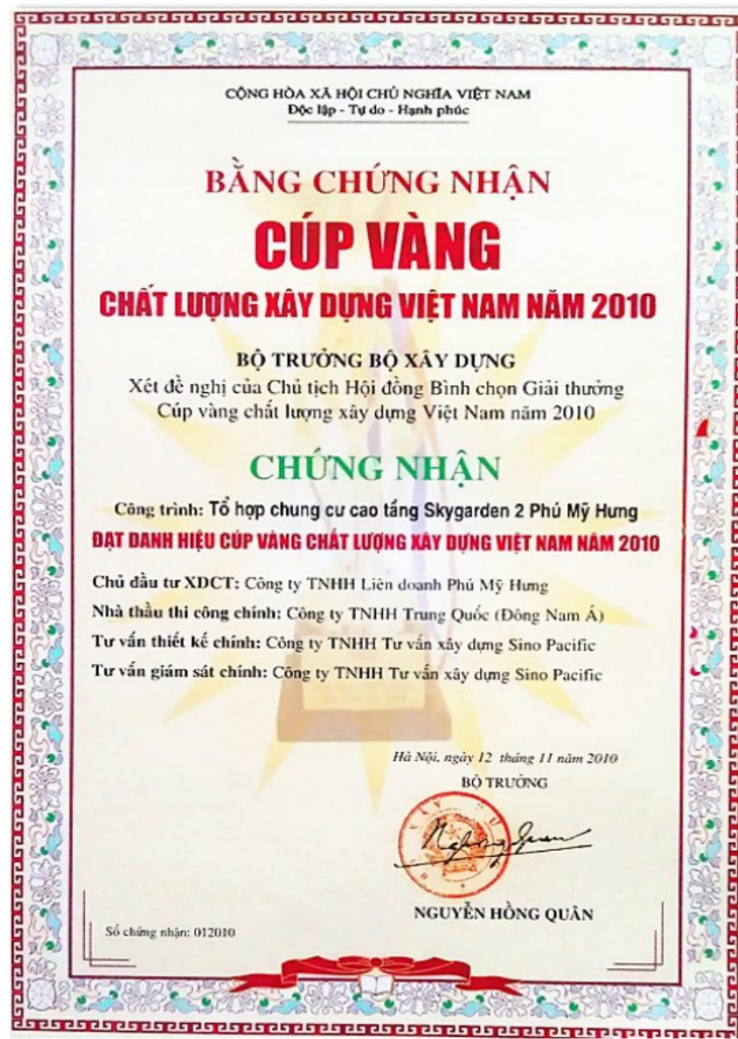 CỘNG HÒA XÃ HỘI CHỦ NGHĨA VIỆT NAM
Độc lập - Tự do - Hạnh phúc
BẰNG CHỨNG NHẬN
CÚP VÀNG
CHẤT LƯỢNG XÂY DỰNG VIỆT NAM NĂM 2010
BỘ TRƯỞNG BỘ XÂY DỰNG
Xét đề nghị của Chủ tịch Hội đồng Bình chọn Giải thưởng
Cúp vàng chất lượng xây dựng Việt Nam năm 2010
CHỨNG NHẬN
Công trình: Tổ hợp chung cư cao tầng Skygarden 2 Phú Mỹ Hưng
ĐẠT DANH HIỆU CÚP VÀNG CHẤT LƯỢNG XÂY DỰNG VIỆT NAM NĂM 2010
Chủ đầu tư XDCT: Công ty TNHH Liên doanh Phú Mỹ Hưng
Nhà thầu thi công chính: Công ty TNHH Trung Quốc (Đông Nam Á)
Tư vấn thiết kế chính: Công ty TNHH Tư vấn xây dựng Sino Pacific
Tư vấn giám sát chính: Công ty TNHH Tư vấn xây dựng Sino Pacific
Hà Nội, ngày 12 tháng 11 năm 2010
BỘ TRƯỞNG
NGUYỄN HỒNG QUÂN
Số chứng nhận: 012010